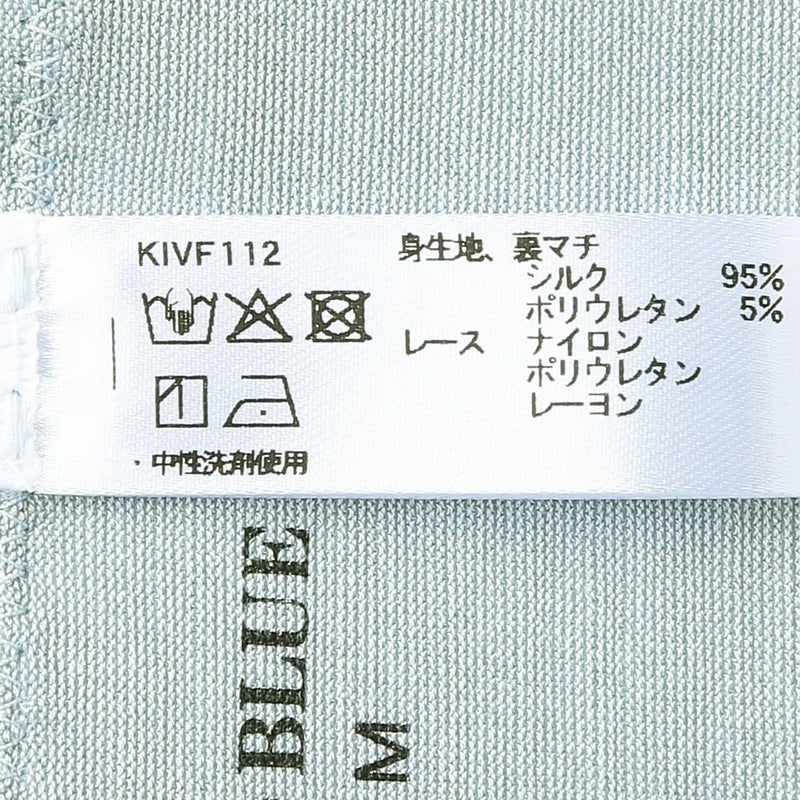 KIVF112
・中性洗剤使用
身生地、裏マチ
シルク 95%
ポリウレタン 5%
レース ナイロン
ポリウレタン
レーヨン
BLUE
M